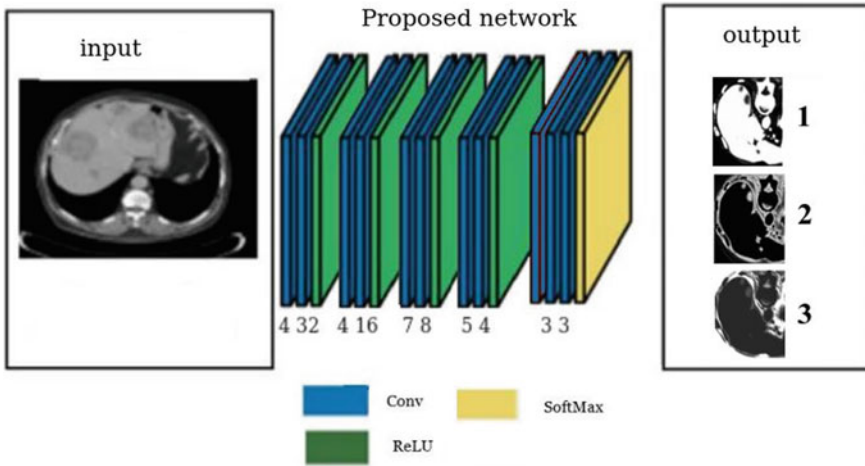 Proposed network
input
output
1
2
3
4 32 4 16 7 8 5 4 3 3
Conv
SoftMax
ReLU